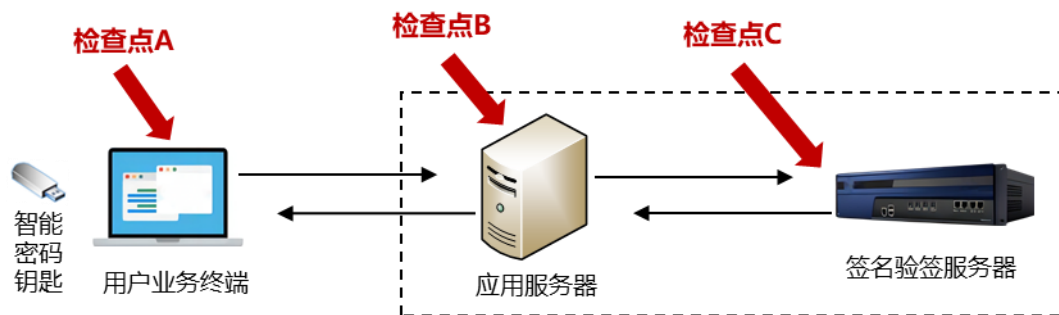 检查点A
检查点B
检查点C
智能
密码
钥匙
用户业务终端
应用服务器
签名验签服务器